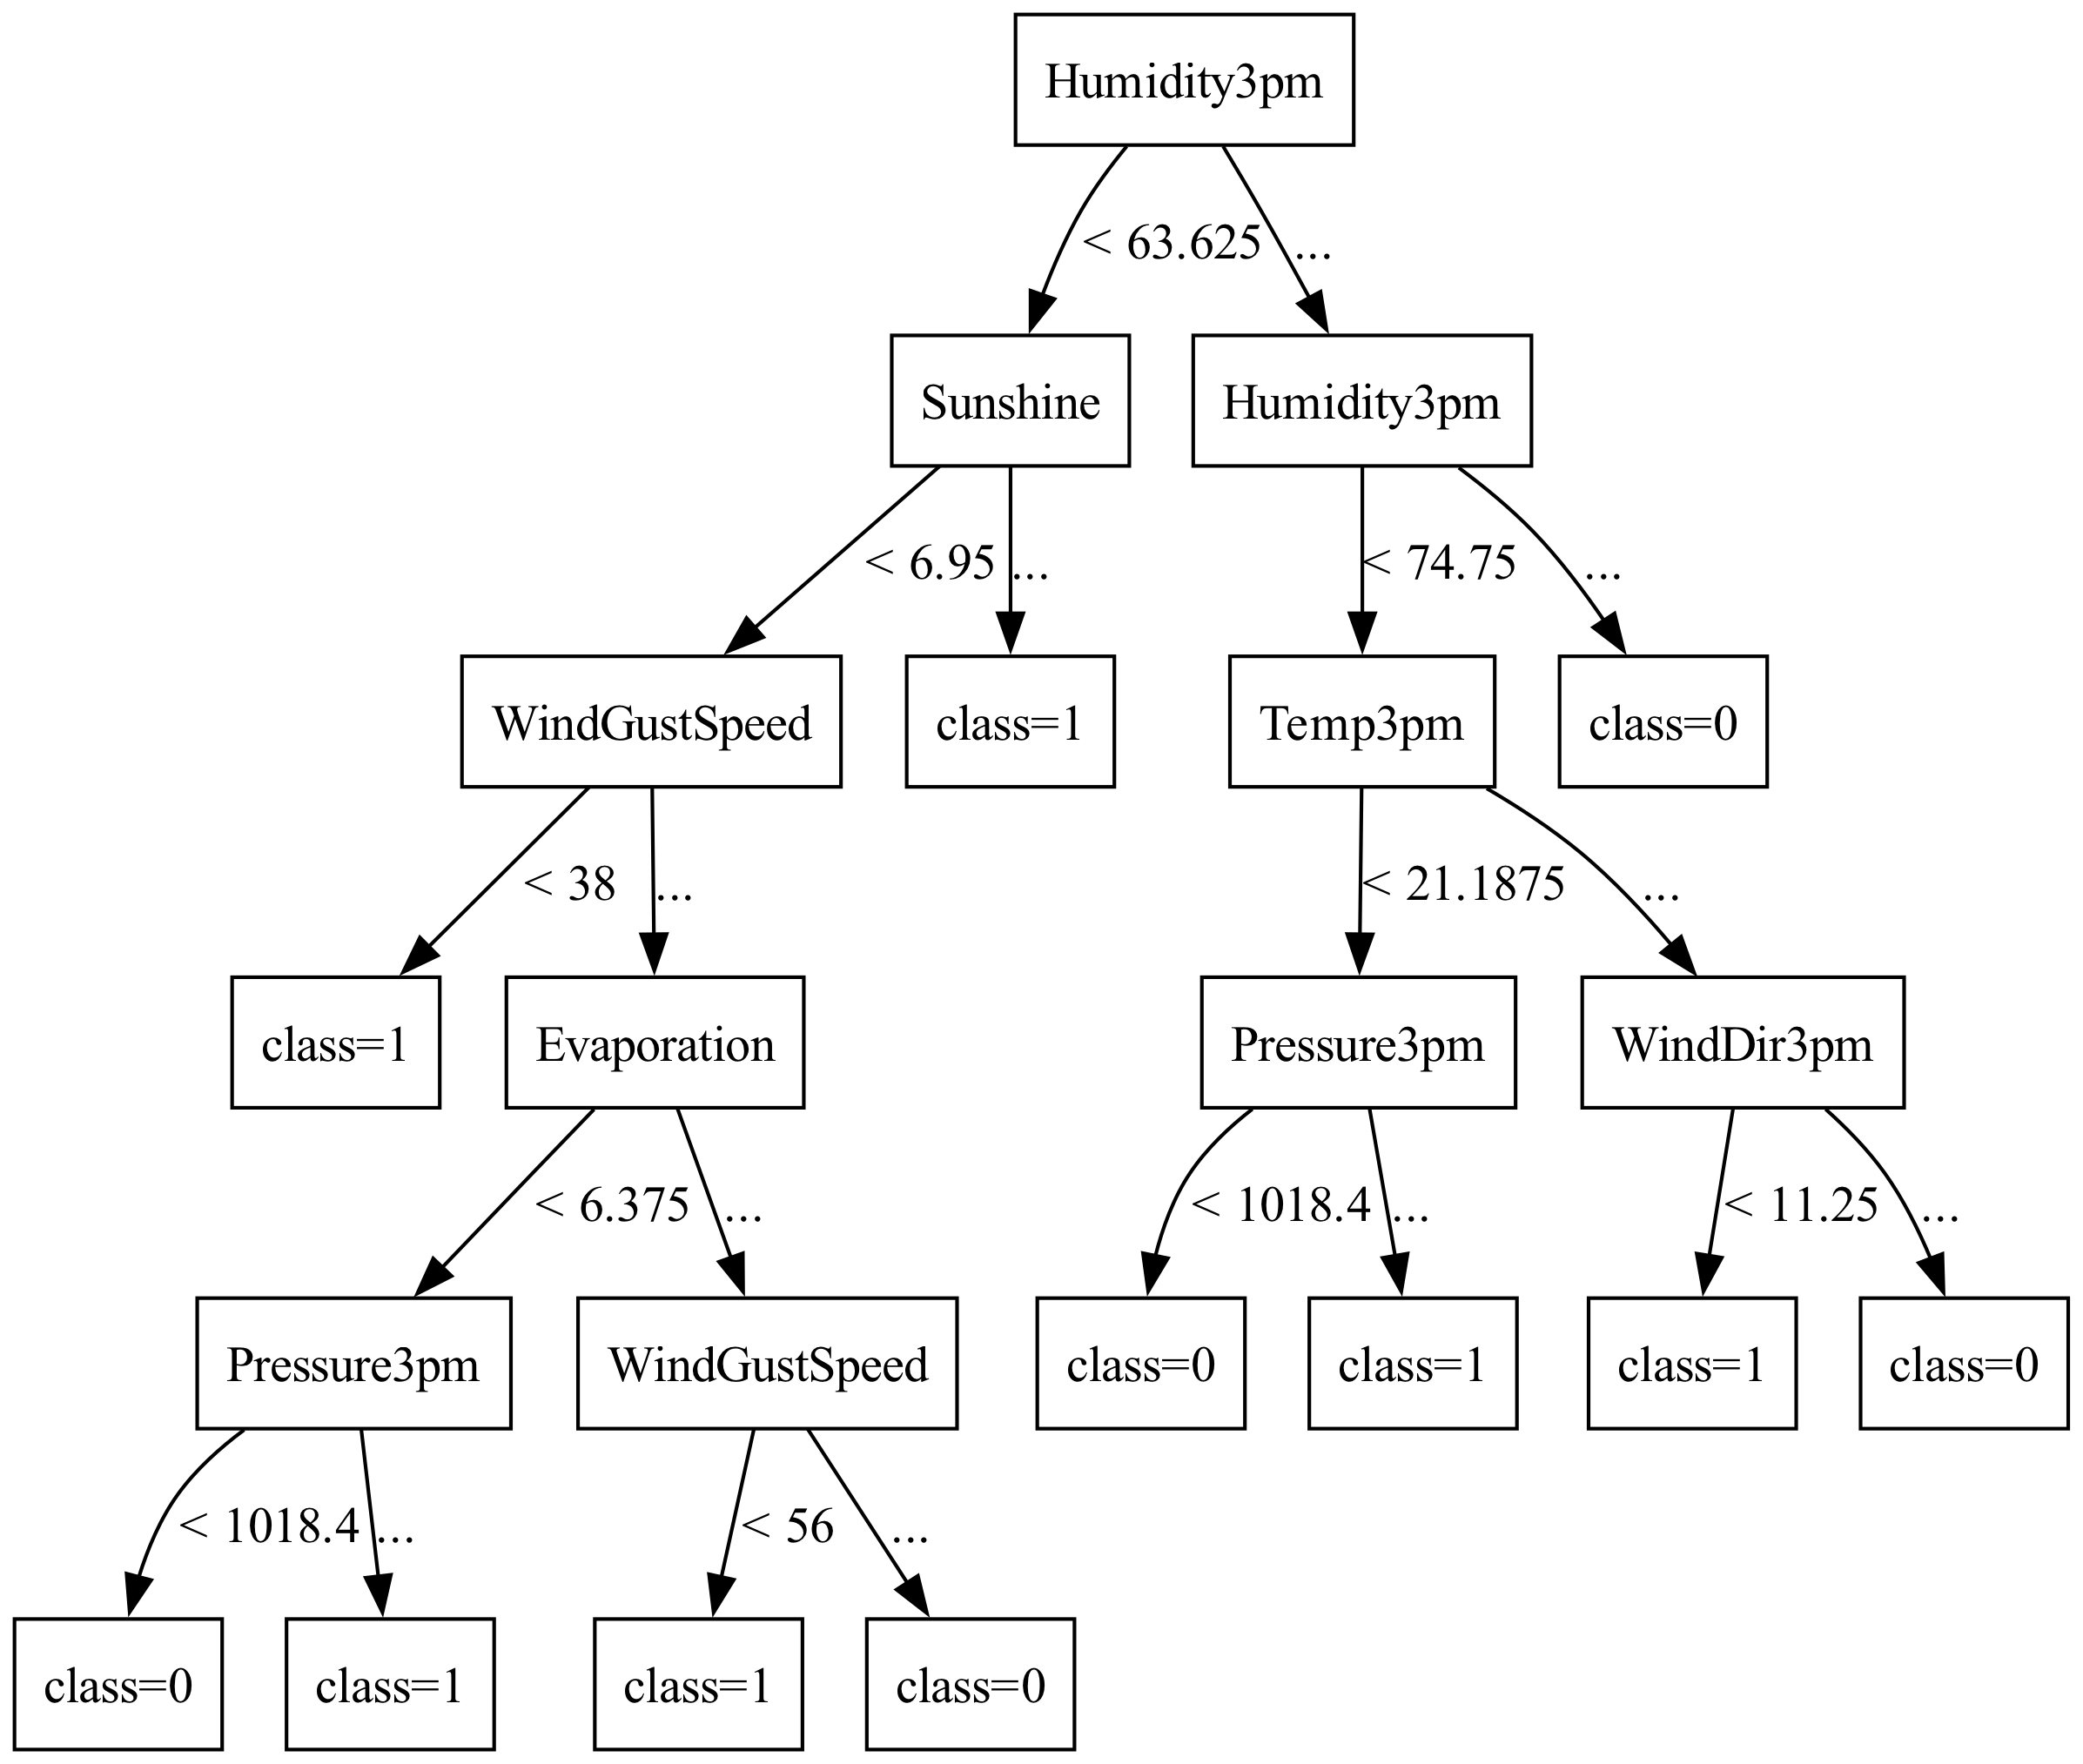 Humidity3pm
< 63.625 ...
Sunshine Humidity3pm
< 6.95 ... < 74.75 ...
WindGustSpeed class=1 Temp3pm class=0
< 38 ... < 21.1875 ...
class=1 Evaporation Pressure3pm WindDir3pm
< 6.375 ... < 1018.4 ... < 11.25 ...
Pressure3pm WindGustSpeed class=0 class=1 class=1 class=0
< 1018.4 ... < 56 ...
class=0 class=1 class=1 class=0